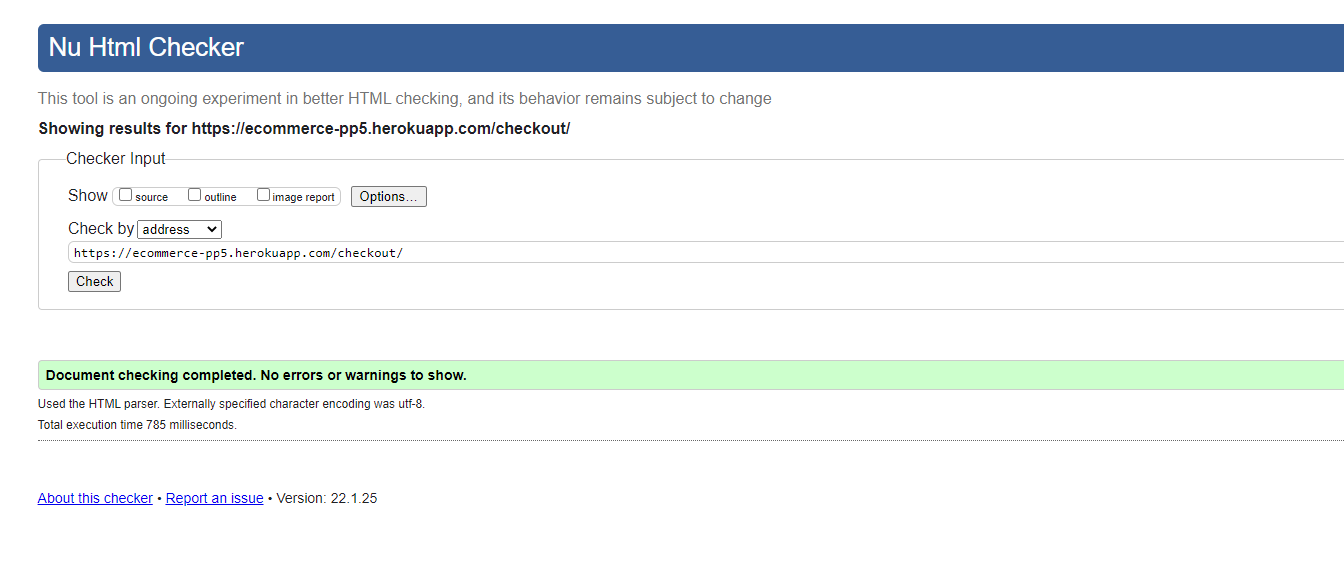 Nu Html Checker
This tool is an ongoing experiment in better HTML checking, and its behavior remains subject to change
Showing results for https://ecommerce-pp5.herokuapp.com/checkout/
Checker Input
Show source outline image report Options...
Check by address
https://ecommerce-pp5.herokuapp.com/checkout/
Check
Document checking completed. No errors or warnings to show.
Used the HTML parser. Externally specified character encoding was utf-8.
Total execution time 785 milliseconds.
About this checker • Report an issue • Version: 22.1.25